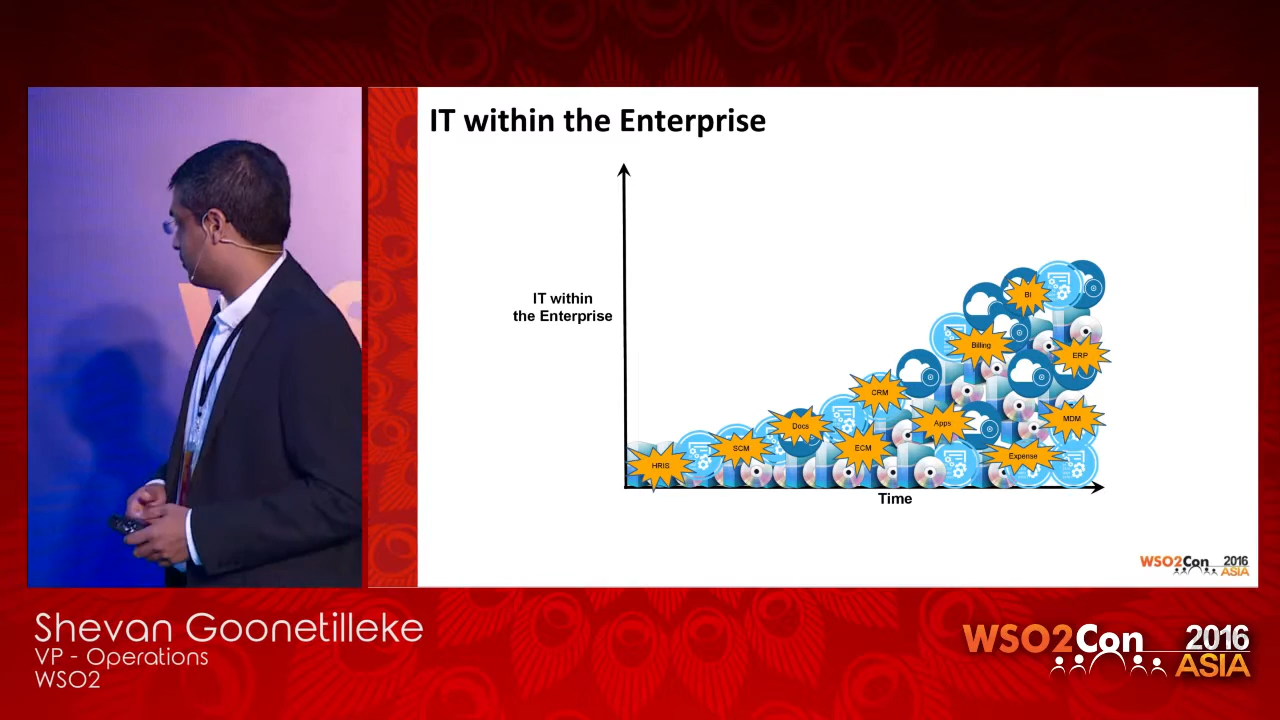 IT within the Enterprise
IT within
the Enterprise
BI
Billing
ERP
CRM
Docs
Apps
MDM
SCM
ECM
Expense
HRIS
Time
WSO2Con 2016
ASIA
Shevan Goonetilleke
VP - Operations
WSO2
WSO2Con 2016
ASIA